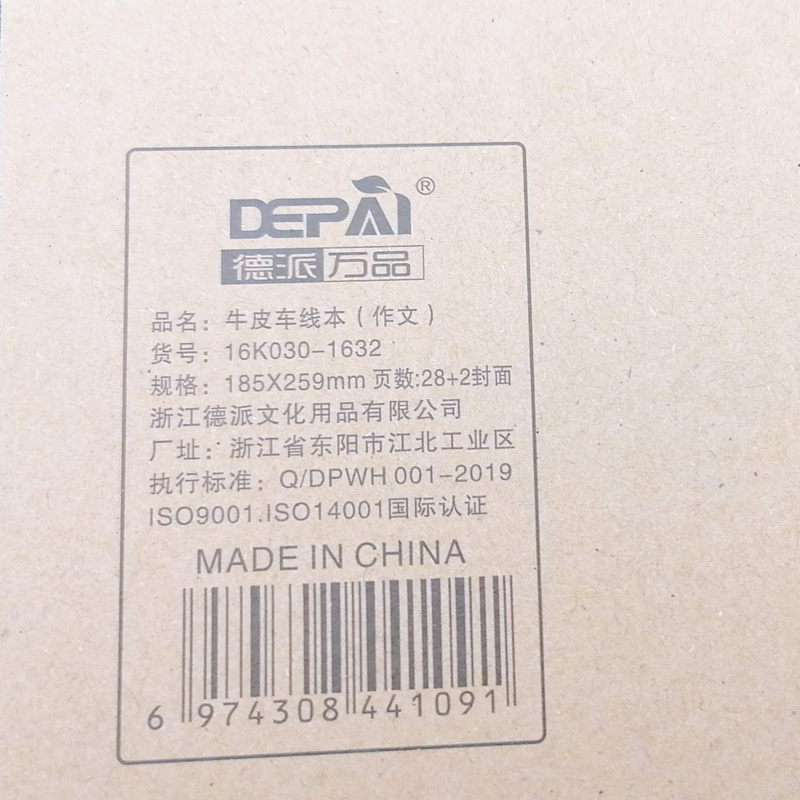 DEPAI®
德派万品
品名：牛皮车线本（作文）
货号：16K030-1632
规格：185X259mm 页数:28+2封面
浙江德派文化用品有限公司
厂址：浙江省东阳市江北工业区
执行标准：Q/DPWH 001-2019
ISO9001.ISO14001国际认证
MADE IN CHINA
6 974308 441091